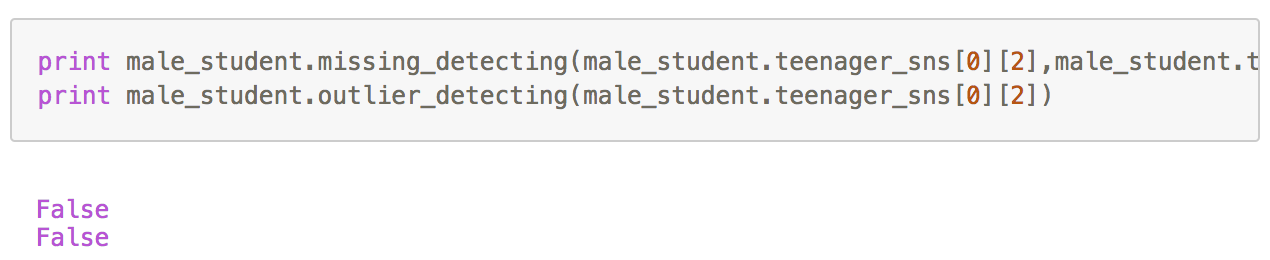 print male_student.missing_detecting(male_student.teenager_sns[0][2],male_student.t
print male_student.outlier_detecting(male_student.teenager_sns[0][2])
False
False